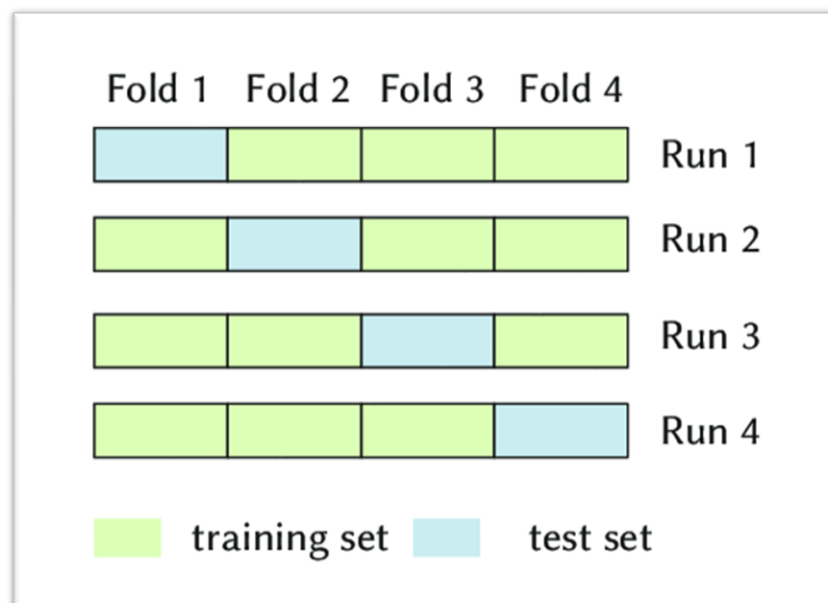 Fold 1 Fold 2 Fold 3 Fold 4
Run 1
Run 2
Run 3
Run 4
training set test set